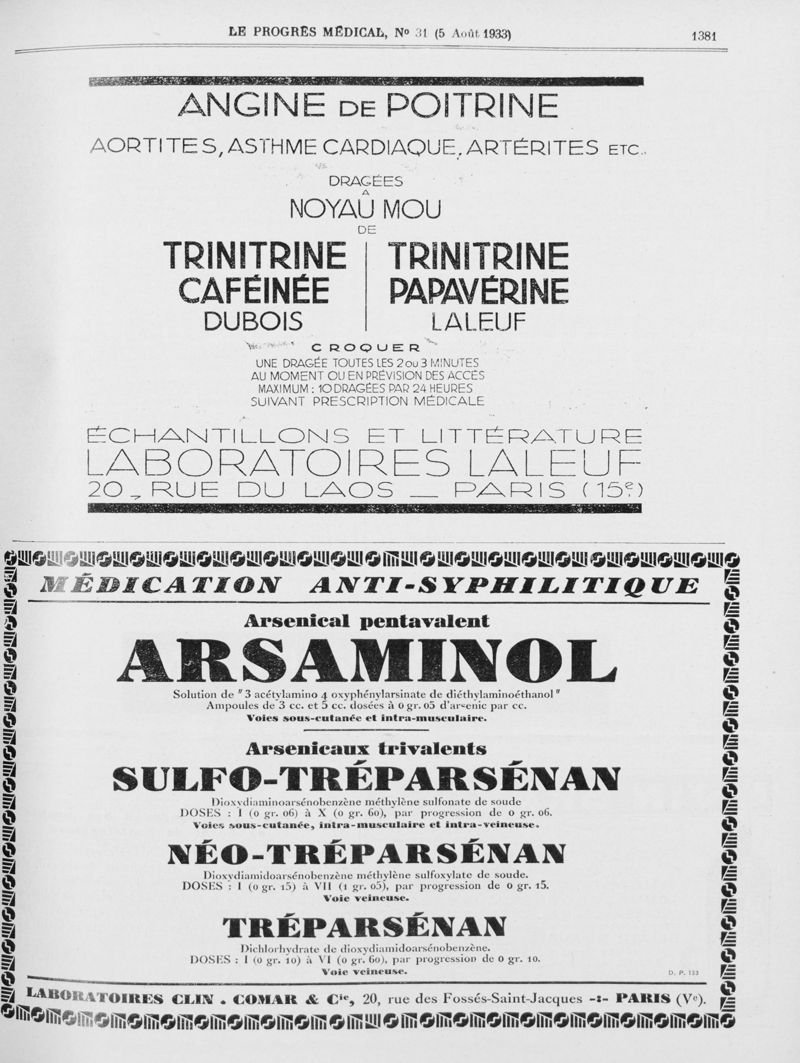 LE PROGRÈS MÉDICAL, No 31 (5 Août 1933)
1381
ANGINE DE POITRINE
AORTITES, ASTHME CARDIAQUE, ARTÉRITES ETC..
DRAGÉES
A
NOYAU MOU
DE
TRINITRINE
CAFÉINÉE
DUBOIS
TRINITRINE
PAPAVÉRINE
LALEUF
CROQUER
UNE DRAGÉE TOUTES LES 2 OU 3 MINUTES
AU MOMENT OU EN PRÉVISION DES ACCÈS
MAXIMUM : 10 DRAGÉES PAR 24 HEURES
SUIVANT PRESCRIPTION MÉDICALE
ÉCHANTILLONS ET LITTÉRATURE
LABORATOIRES LALEUF
20, RUE DU LAOS — PARIS (15e)
MÉDICATION ANTI-SYPHILITIQUE
Arsenical pentavalent
ARSAMINOL
Solution de "3 acétylamino 4 oxyphénylarsinate de diéthylaminoéthanol"
Ampoules de 3 cc. et 5 cc. dosées à 0 gr. 05 d'arsenic par cc.
Voies sous-cutanée et intra-musculaire.
Arsenicaux trivalents
SULFO-TRÉPARSÉNAN
Dioxydiaminoarsénobenzène méthylène sulfonate de soude
DOSES : I (0 gr. 06) à X (0 gr. 60), par progression de 0 gr. 06.
Voies sous-cutanée, intra-musculaire et intra-veineuse.
NÉO-TRÉPARSÉNAN
Dioxydiamidoarsénobenzène méthylène sulfoxylate de soude.
DOSES : I (0 gr. 15) à VII (1 gr. 05), par progression de 0 gr. 15.
Voie veineuse.
TRÉPARSÉNAN
Dichlorhydrate de dioxydiamidoarsénobenzène.
DOSES : I (0 gr. 10) à VI (0 gr. 60), par progression de 0 gr. 10.
Voie veineuse.
D. P. 153
LABORATOIRES CLIN . COMAR & Cie, 20, rue des Fossés-Saint-Jacques -:- PARIS (Ve).